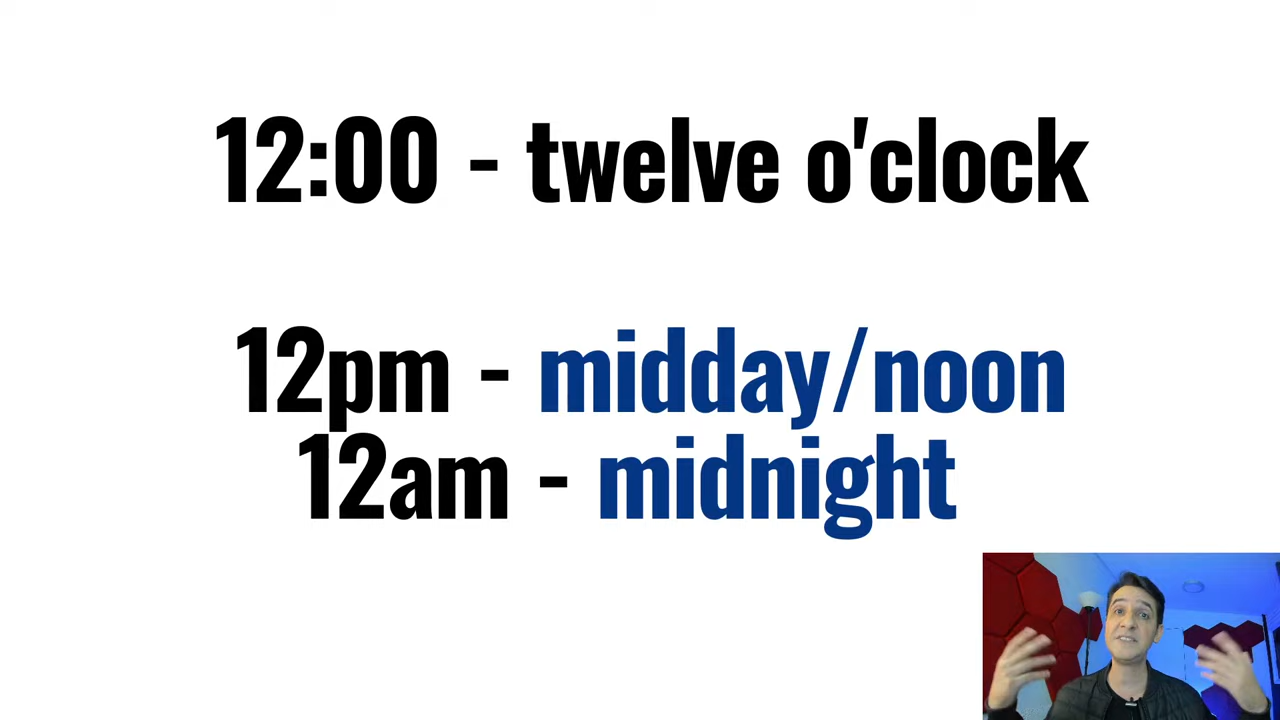 12:00 - twelve o'clock
12pm - midday/noon
12am - midnight